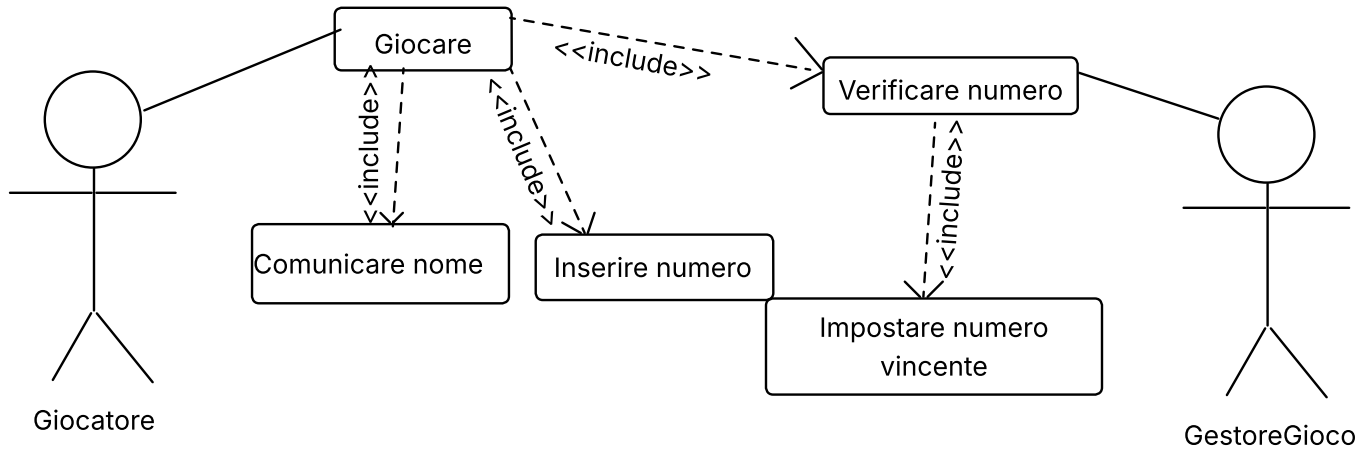 Giocare
<<include>>
Verificare numero
<<include>>
<<include>>
<<include>>
Comunicare nome
Inserire numero
Impostare numero
vincente
Giocatore
GestoreGioco